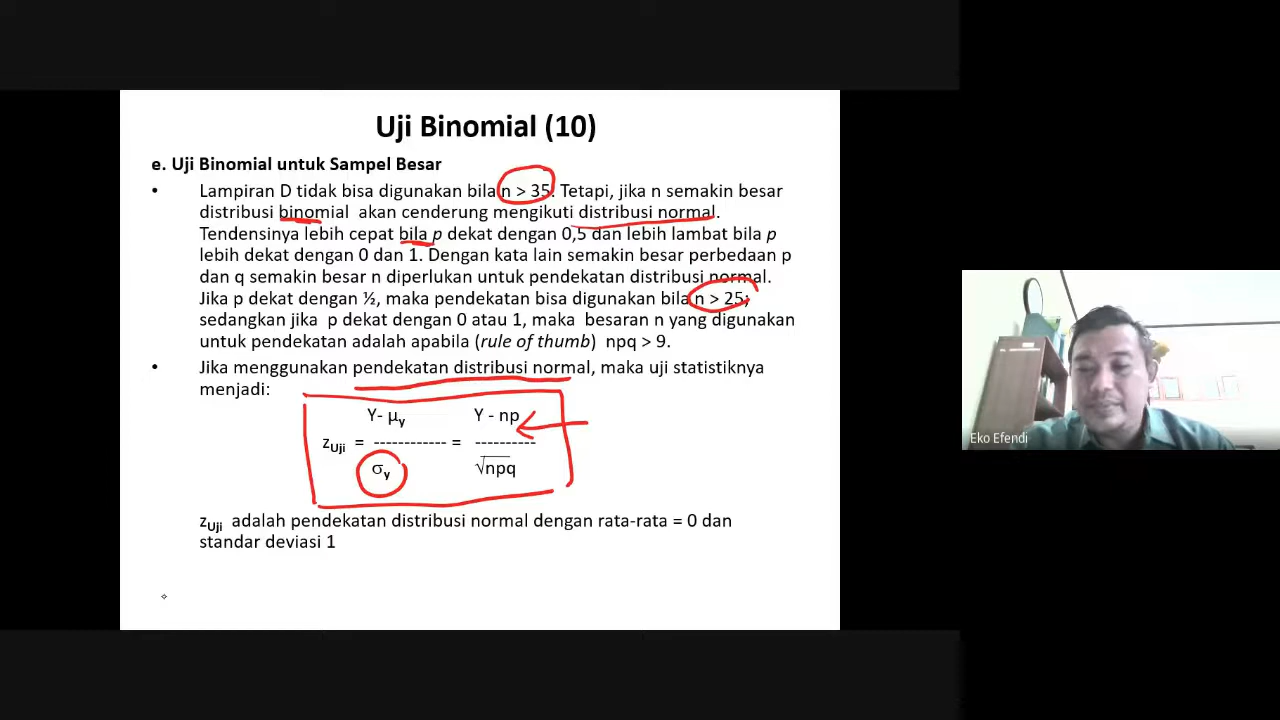 Uji Binomial (10)
e. Uji Binomial untuk Sampel Besar
• Lampiran D tidak bisa digunakan bila n > 35. Tetapi, jika n semakin besar
distribusi binomial akan cenderung mengikuti distribusi normal.
Tendensinya lebih cepat bila p dekat dengan 0,5 dan lebih lambat bila p
lebih dekat dengan 0 dan 1. Dengan kata lain semakin besar perbedaan p
dan q semakin besar n diperlukan untuk pendekatan distribusi normal.
Jika p dekat dengan ½, maka pendekatan bisa digunakan bila n > 25;
sedangkan jika p dekat dengan 0 atau 1, maka besaran n yang digunakan
untuk pendekatan adalah apabila (rule of thumb) npq > 9.
• Jika menggunakan pendekatan distribusi normal, maka uji statistiknya
menjadi:
Y- μy Y - np
zUji = ------------- = ----------
σy √npq
zUji adalah pendekatan distribusi normal dengan rata-rata = 0 dan
standar deviasi 1
Eko Efendi